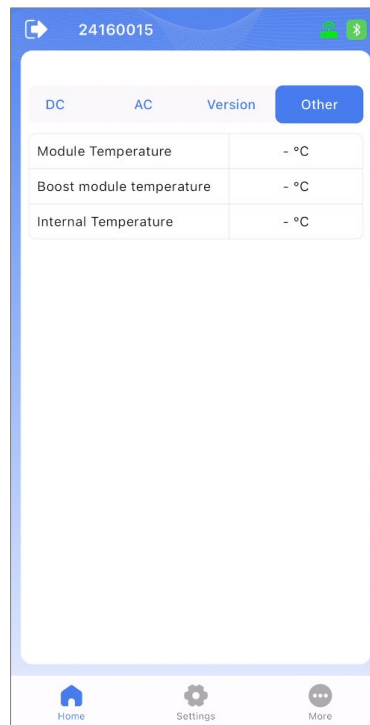 24160015
DC AC Version Other
Module Temperature - °C
Boost module temperature - °C
Internal Temperature - °C
Home Settings More